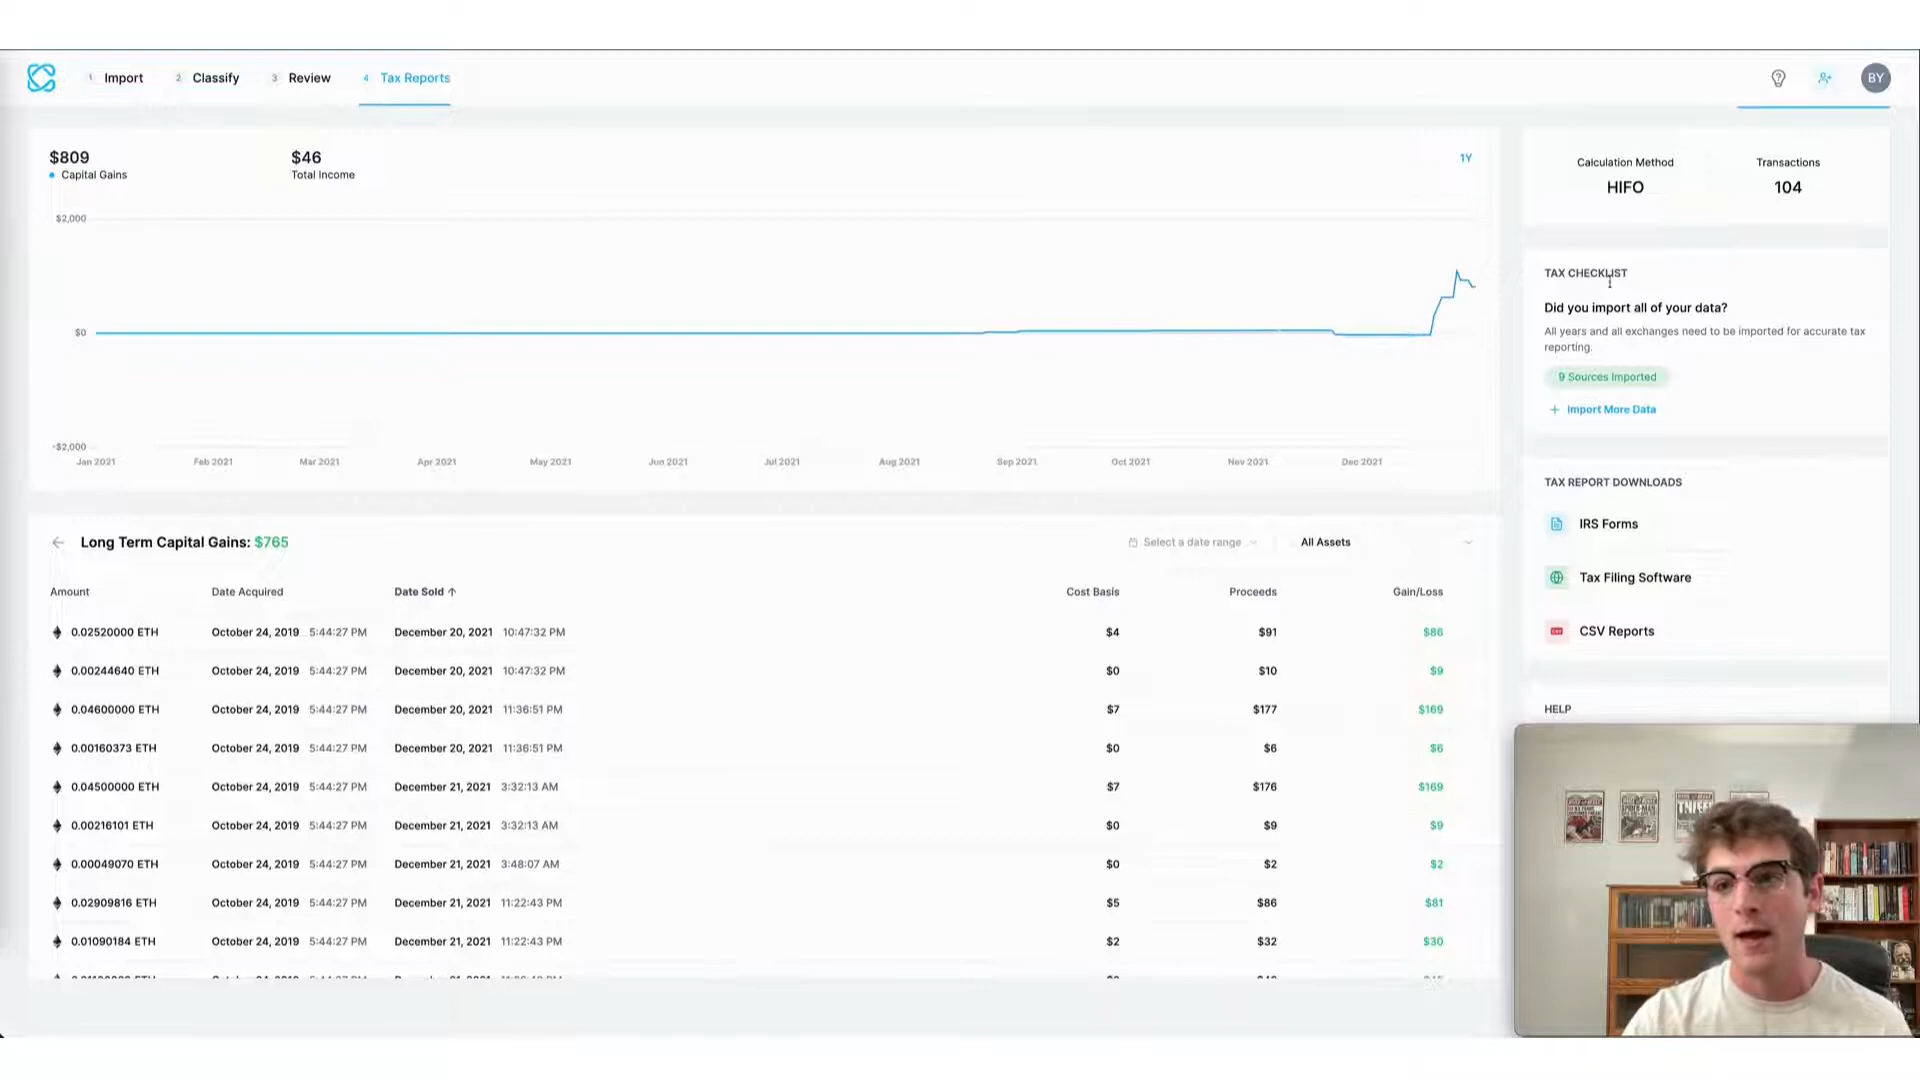 1 Import 2 Classify 3 Review 4 Tax Reports
BY
$809
Capital Gains
$46
Total Income
1Y
$2,000
$0
-$2,000
Jan 2021 Feb 2021 Mar 2021 Apr 2021 May 2021 Jun 2021 Jul 2021 Aug 2021 Sep 2021 Oct 2021 Nov 2021 Dec 2021
Calculation Method
HIFO
Transactions
104
TAX CHECKLIST
Did you import all of your data?
All years and all exchanges need to be imported for accurate tax
reporting.
9 Sources Imported
+ Import More Data
TAX REPORT DOWNLOADS
IRS Forms
Tax Filing Software
CSV Reports
HELP
← Long Term Capital Gains: $765
Select a date range
All Assets
Amount Date Acquired Date Sold ↑ Cost Basis Proceeds Gain/Loss
0.02520000 ETH October 24, 2019 5:44:27 PM December 20, 2021 10:47:32 PM $4 $91 $86
0.00244640 ETH October 24, 2019 5:44:27 PM December 20, 2021 10:47:32 PM $0 $10 $9
0.04600000 ETH October 24, 2019 5:44:27 PM December 20, 2021 11:36:51 PM $7 $177 $169
0.00160373 ETH October 24, 2019 5:44:27 PM December 20, 2021 11:36:51 PM $0 $6 $6
0.04500000 ETH October 24, 2019 5:44:27 PM December 21, 2021 3:32:13 AM $7 $176 $169
0.00216101 ETH October 24, 2019 5:44:27 PM December 21, 2021 3:32:13 AM $0 $9 $9
0.00049070 ETH October 24, 2019 5:44:27 PM December 21, 2021 3:48:07 AM $0 $2 $2
0.02909816 ETH October 24, 2019 5:44:27 PM December 21, 2021 11:22:43 PM $5 $86 $81
0.01090184 ETH October 24, 2019 5:44:27 PM December 21, 2021 11:22:43 PM $2 $32 $30